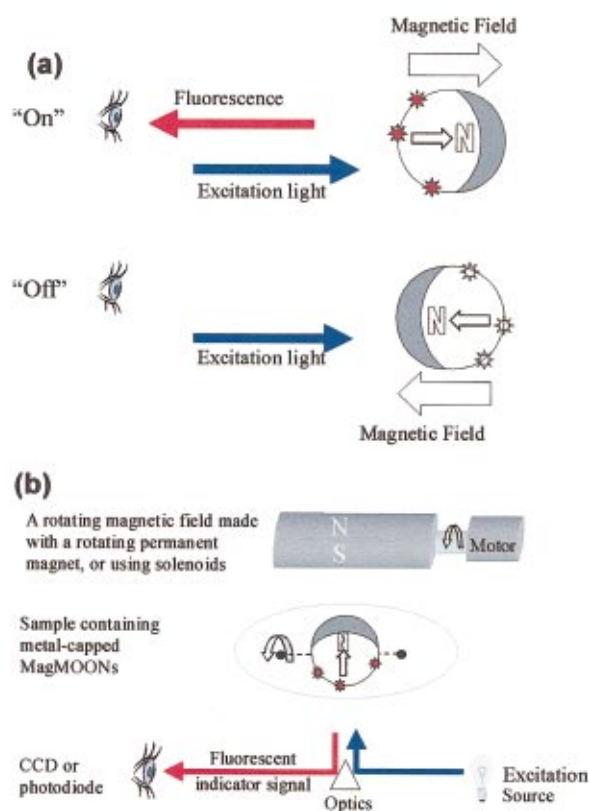 (a)
Magnetic Field
"On"
Fluorescence
N
Excitation light
"Off"
N
Excitation light
Magnetic Field
(b)
A rotating magnetic field made
with a rotating permanent
magnet, or using solenoids
N
S
Motor
Sample containing
metal-capped
MagMOONs
N
CCD or
photodiode
Fluorescent
indicator signal
Optics
Excitation
Source